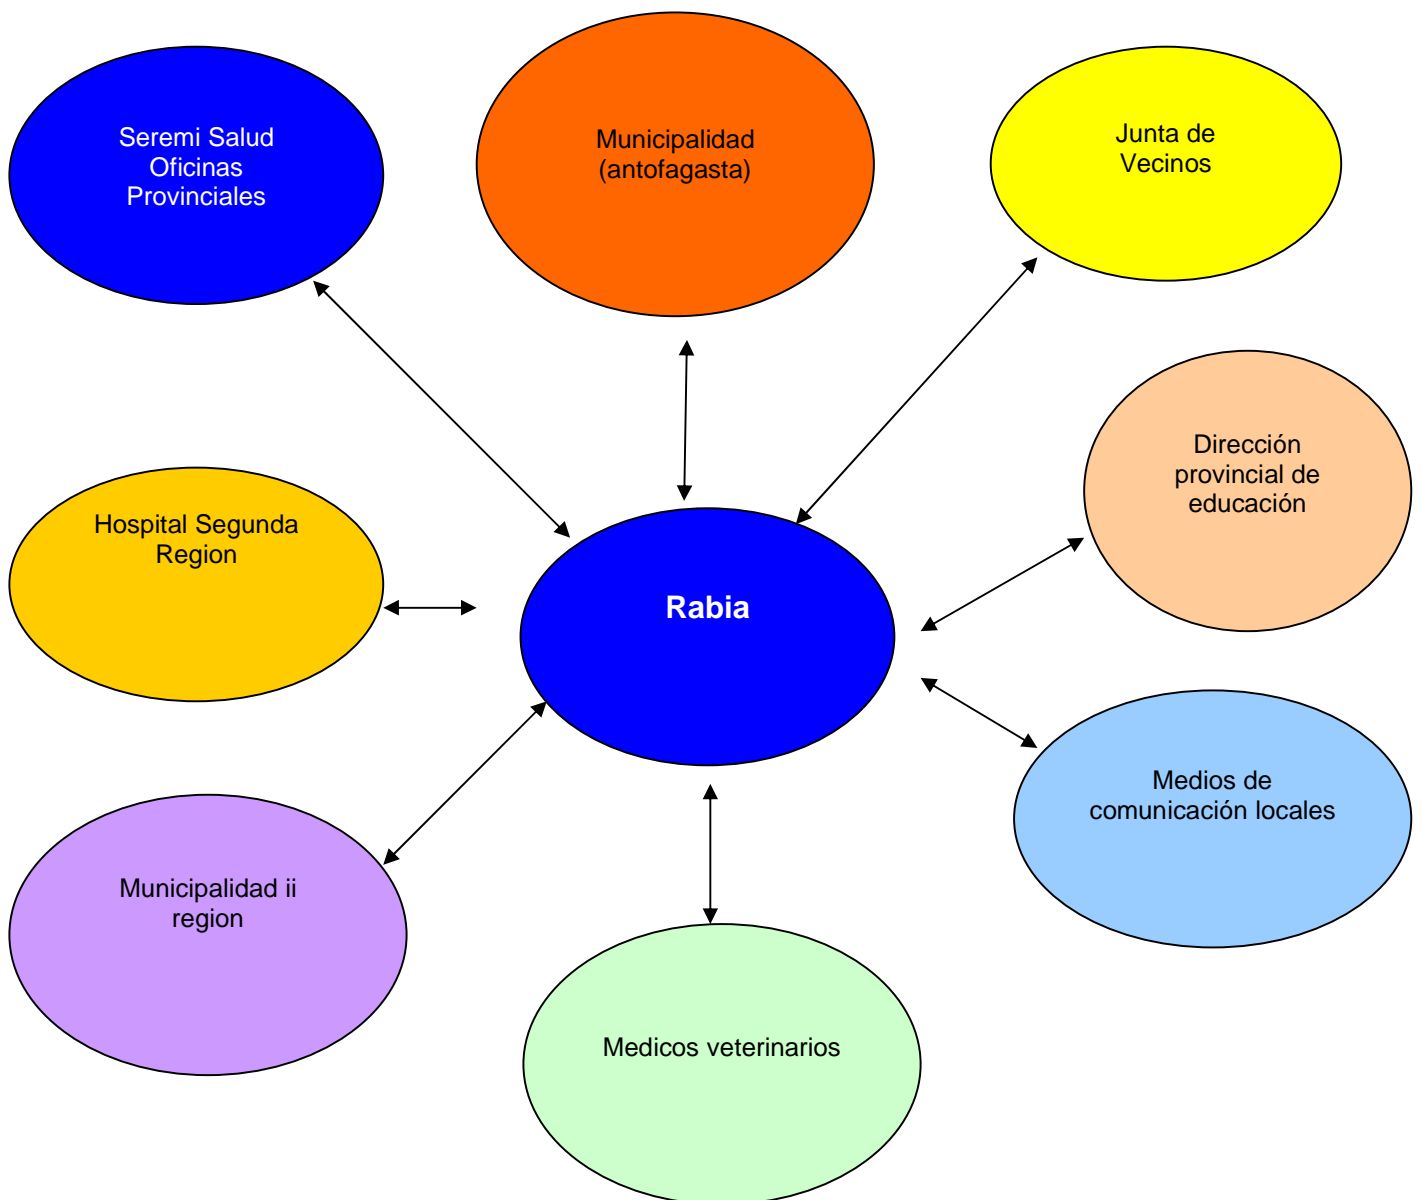 Seremi Salud
Oficinas
Provinciales
Municipalidad
(antofagasta)
Junta de
Vecinos
Dirección
provincial de
educación
Hospital Segunda
Region
Rabia
Medios de
comunicación locales
Municipalidad ii
region
Medicos veterinarios